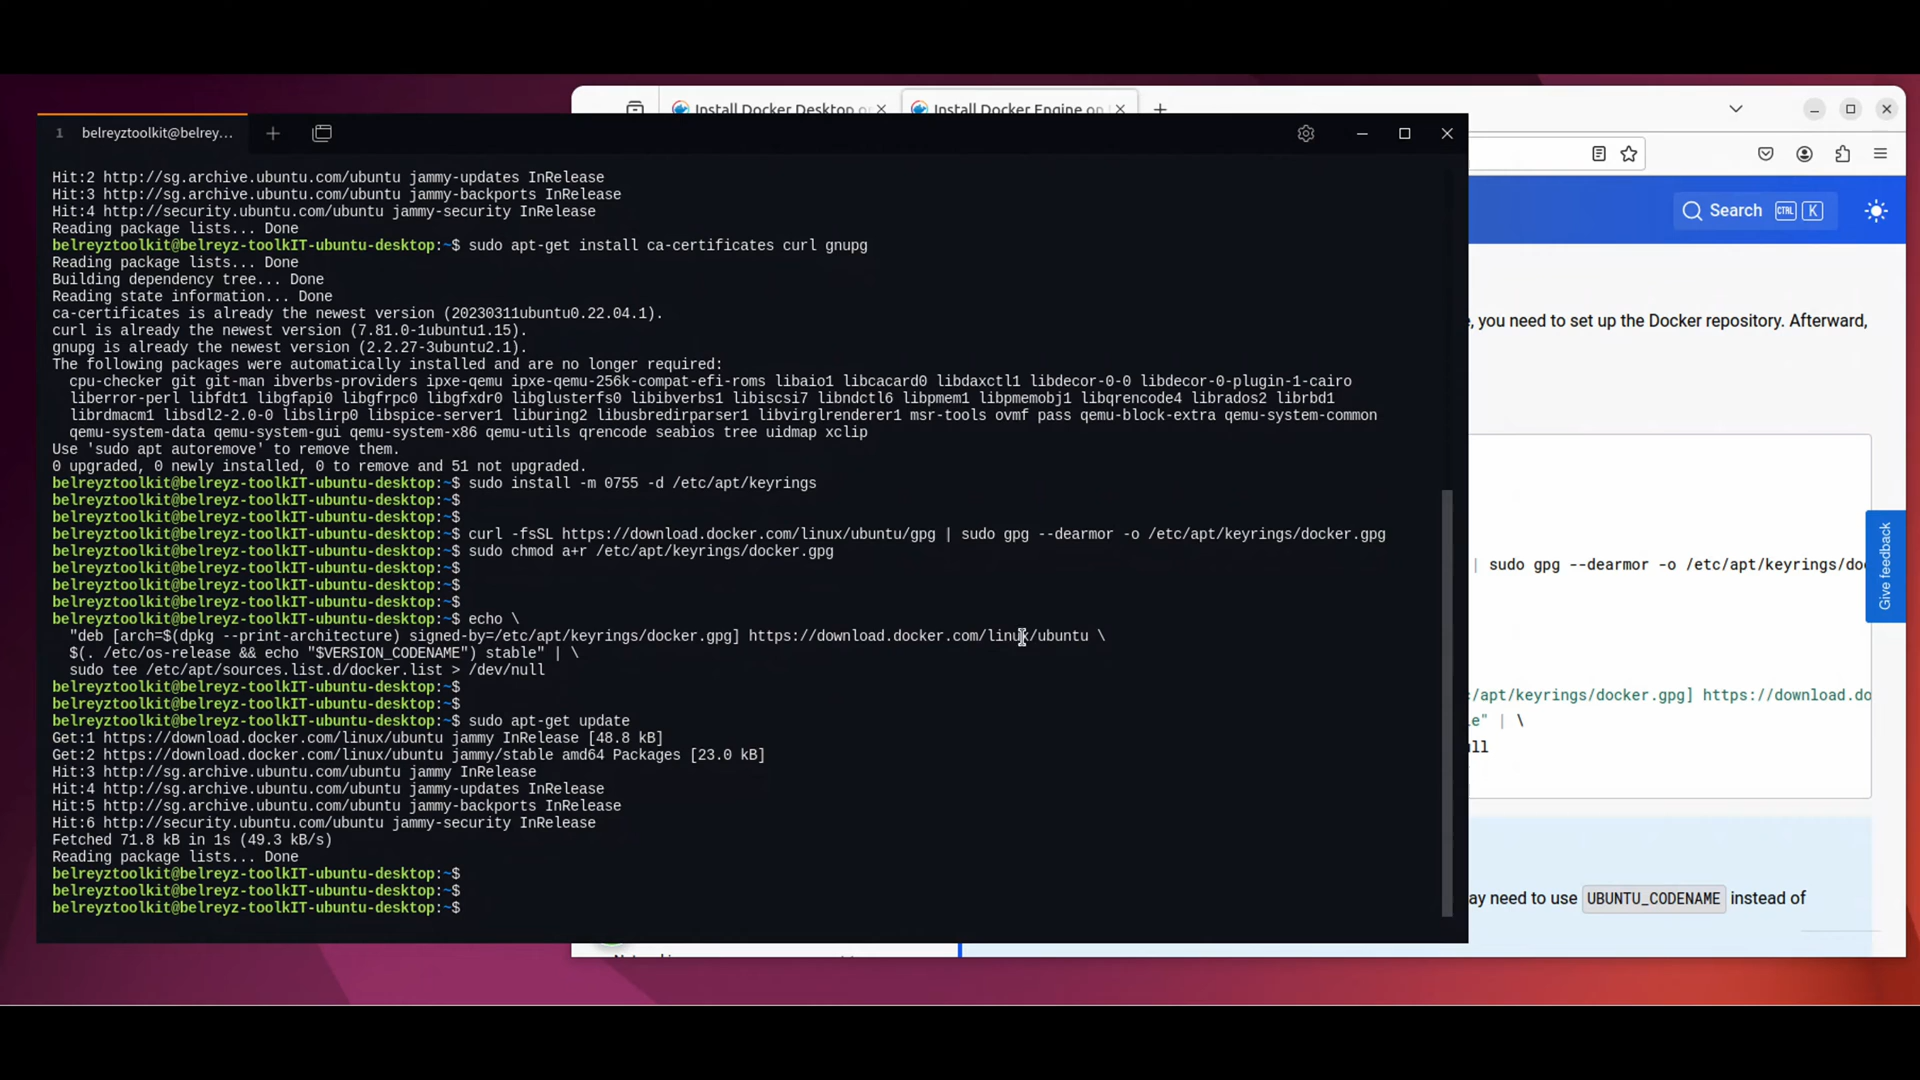 Install Docker Desktop o
Install Docker Engine on
1 belreyztoolkit@belrey...
Hit:2 http://sg.archive.ubuntu.com/ubuntu jammy-updates InRelease
Hit:3 http://sg.archive.ubuntu.com/ubuntu jammy-backports InRelease
Hit:4 http://security.ubuntu.com/ubuntu jammy-security InRelease
Reading package lists... Done
belreyztoolkit@belreyz-toolkIT-ubuntu-desktop:~$ sudo apt-get install ca-certificates curl gnupg
Reading package lists... Done
Building dependency tree... Done
Reading state information... Done
ca-certificates is already the newest version (20230311ubuntu0.22.04.1).
curl is already the newest version (7.81.0-1ubuntu1.15).
gnupg is already the newest version (2.2.27-3ubuntu2.1).
The following packages were automatically installed and are no longer required:
cpu-checker git git-man ibverbs-providers ipxe-qemu ipxe-qemu-256k-compat-efi-roms libaio1 libcacard0 libdaxctl1 libdecor-0-0 libdecor-0-plugin-1-cairo
liberror-perl libfdt1 libgfapi0 libgfrpc0 libgfxdr0 libglusterfs0 libibverbs1 libiscsi7 libndctl6 libpmem1 libpmemobj1 libqrencode4 librados2 librbd1
librdmacm1 libsdl2-2.0-0 libslirp0 libspice-server1 liburing2 libusbredirparser1 libvirglrenderer1 msr-tools ovmf pass qemu-block-extra qemu-system-common
qemu-system-data qemu-system-gui qemu-system-x86 qemu-utils qrencode seabios tree uidmap xclip
Use 'sudo apt autoremove' to remove them.
0 upgraded, 0 newly installed, 0 to remove and 51 not upgraded.
belreyztoolkit@belreyz-toolkIT-ubuntu-desktop:~$ sudo install -m 0755 -d /etc/apt/keyrings
belreyztoolkit@belreyz-toolkIT-ubuntu-desktop:~$
belreyztoolkit@belreyz-toolkIT-ubuntu-desktop:~$
belreyztoolkit@belreyz-toolkIT-ubuntu-desktop:~$ curl -fsSL https://download.docker.com/linux/ubuntu/gpg | sudo gpg --dearmor -o /etc/apt/keyrings/docker.gpg
belreyztoolkit@belreyz-toolkIT-ubuntu-desktop:~$ sudo chmod a+r /etc/apt/keyrings/docker.gpg
belreyztoolkit@belreyz-toolkIT-ubuntu-desktop:~$
belreyztoolkit@belreyz-toolkIT-ubuntu-desktop:~$
belreyztoolkit@belreyz-toolkIT-ubuntu-desktop:~$
belreyztoolkit@belreyz-toolkIT-ubuntu-desktop:~$ echo \
"deb [arch=$(dpkg --print-architecture) signed-by=/etc/apt/keyrings/docker.gpg] https://download.docker.com/linux/ubuntu \
$(. /etc/os-release && echo "$VERSION_CODENAME") stable" | \
sudo tee /etc/apt/sources.list.d/docker.list > /dev/null
belreyztoolkit@belreyz-toolkIT-ubuntu-desktop:~$
belreyztoolkit@belreyz-toolkIT-ubuntu-desktop:~$
belreyztoolkit@belreyz-toolkIT-ubuntu-desktop:~$ sudo apt-get update
Get:1 https://download.docker.com/linux/ubuntu jammy InRelease [48.8 kB]
Get:2 https://download.docker.com/linux/ubuntu jammy/stable amd64 Packages [23.0 kB]
Hit:3 http://sg.archive.ubuntu.com/ubuntu jammy InRelease
Hit:4 http://sg.archive.ubuntu.com/ubuntu jammy-updates InRelease
Hit:5 http://sg.archive.ubuntu.com/ubuntu jammy-backports InRelease
Hit:6 http://security.ubuntu.com/ubuntu jammy-security InRelease
Fetched 71.8 kB in 1s (49.3 kB/s)
Reading package lists... Done
belreyztoolkit@belreyz-toolkIT-ubuntu-desktop:~$
belreyztoolkit@belreyz-toolkIT-ubuntu-desktop:~$
belreyztoolkit@belreyz-toolkIT-ubuntu-desktop:~$
Search CTRL K
, you need to set up the Docker repository. Afterward,
Give feedback
| sudo gpg --dearmor -o /etc/apt/keyrings/do
/apt/keyrings/docker.gpg] https://download.do
e" | \
ll
ay need to use UBUNTU_CODENAME instead of